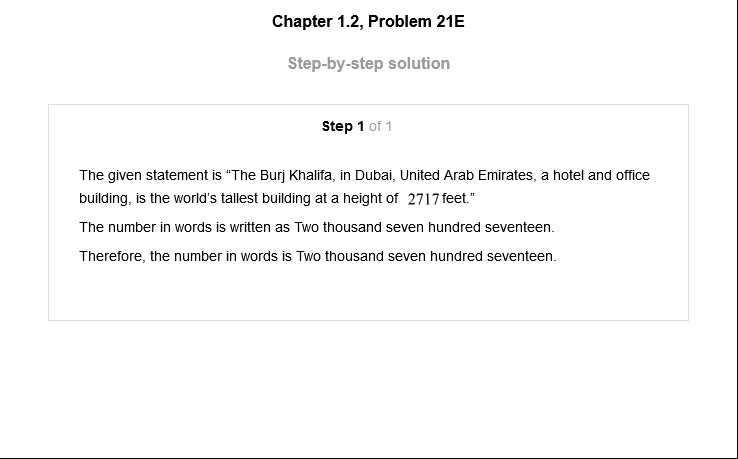 Chapter 1.2, Problem 21E
Step-by-step solution
Step 1 of 1
The given statement is “The Burj Khalifa, in Dubai, United Arab Emirates, a hotel and office
building, is the world’s tallest building at a height of 2717 feet.”
The number in words is written as Two thousand seven hundred seventeen.
Therefore, the number in words is Two thousand seven hundred seventeen.